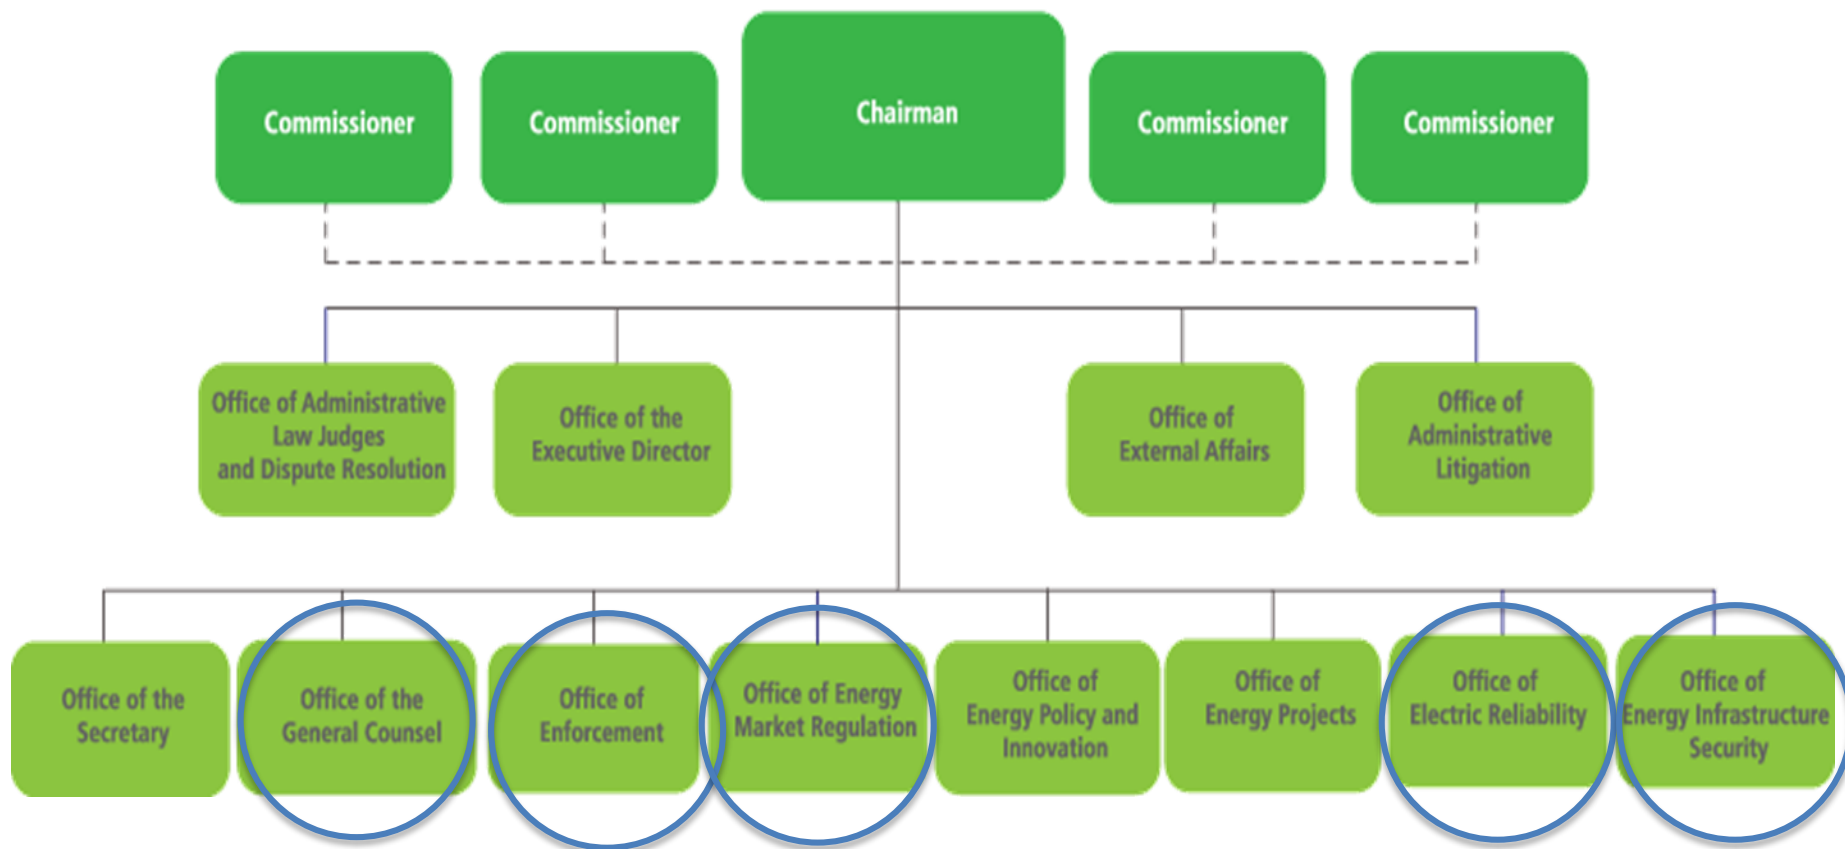 Commissioner
Commissioner
Chairman
Commissioner
Commissioner
Office of Administrative
Law Judges
and Dispute Resolution
Office of the
Executive Director
Office of
External Affairs
Office of
Administrative
Litigation
Office of the
Secretary
Office of the
General Counsel
Office of
Enforcement
Office of Energy
Market Regulation
Office of
Energy Policy and
Innovation
Office of
Energy Projects
Office of
Electric Reliability
Office of
Energy Infrastructure
Security